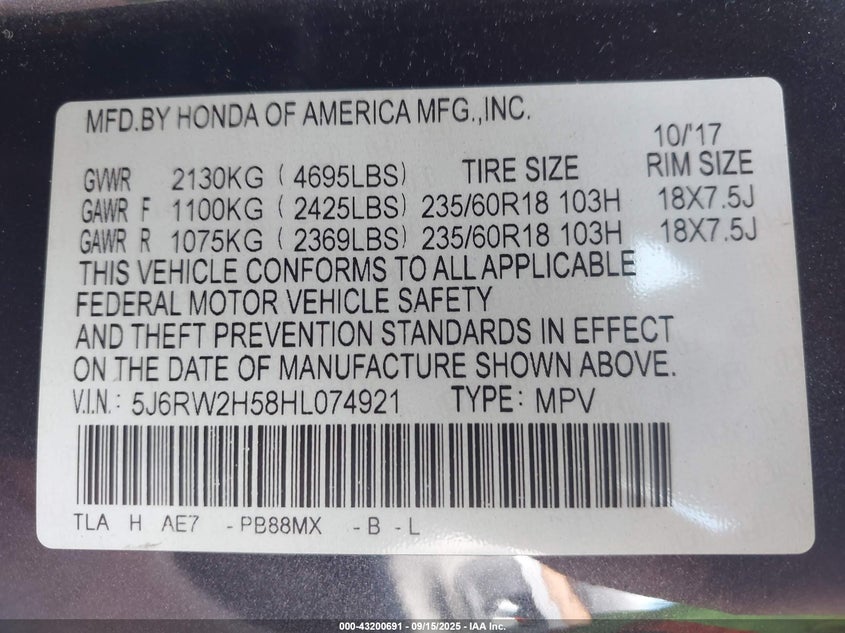 MFD.BY HONDA OF AMERICA MFG.,INC.
10/'17
GVWR 2130KG ( 4695LBS) TIRE SIZE RIM SIZE
GAWR F 1100KG ( 2425LBS) 235/60R18 103H 18X7.5J
GAWR R 1075KG ( 2369LBS) 235/60R18 103H 18X7.5J
THIS VEHICLE CONFORMS TO ALL APPLICABLE
FEDERAL MOTOR VEHICLE SAFETY
AND THEFT PREVENTION STANDARDS IN EFFECT
ON THE DATE OF MANUFACTURE SHOWN ABOVE.
V.I.N.: 5J6RW2H58HL074921 TYPE: MPV
TLA H AE7 -PB88MX -B -L
000-43200691 - 09/15/2025 - IAA Inc.